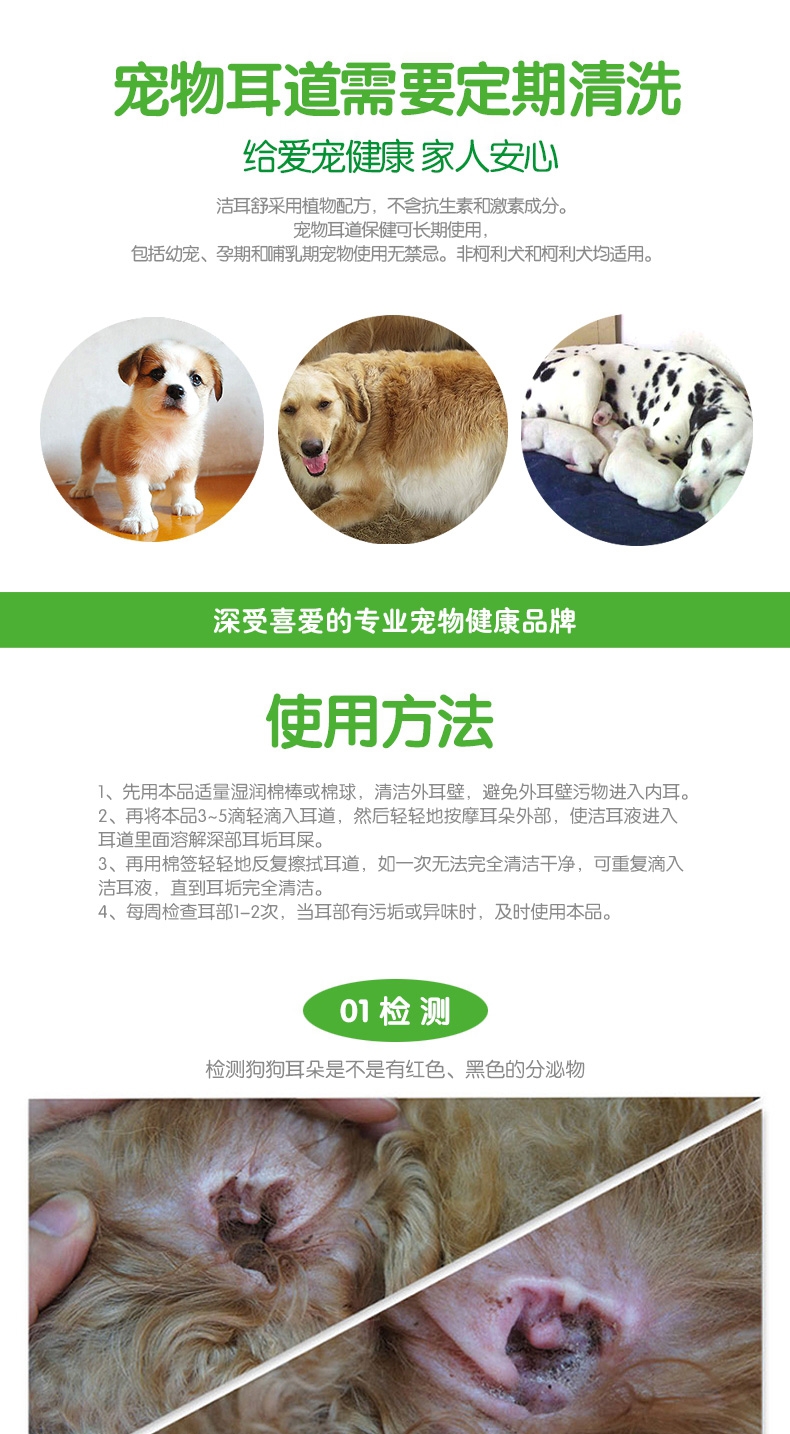 宠物耳道需要定期清洗
给爱宠健康 家人安心
洁耳舒采用植物配方，不含抗生素和激素成分。
宠物耳道保健可长期使用，
包括幼宠、孕期和哺乳期宠物使用无禁忌。非柯利犬和柯利犬均适用。
深受喜爱的专业宠物健康品牌
使用方法
1、先用本品适量湿润棉棒或棉球，清洁外耳壁，避免外耳壁污物进入内耳。
2、再将本品3~5滴轻滴入耳道，然后轻轻地按摩耳朵外部，使洁耳液进入
耳道里面溶解深部耳垢耳屎。
3、再用棉签轻轻地反复擦拭耳道，如一次无法完全清洁干净，可重复滴入
洁耳液，直到耳垢完全清洁。
4、每周检查耳部1-2次，当耳部有污垢或异味时，及时使用本品。
01 检 测
检测狗狗耳朵是不是有红色、黑色的分泌物